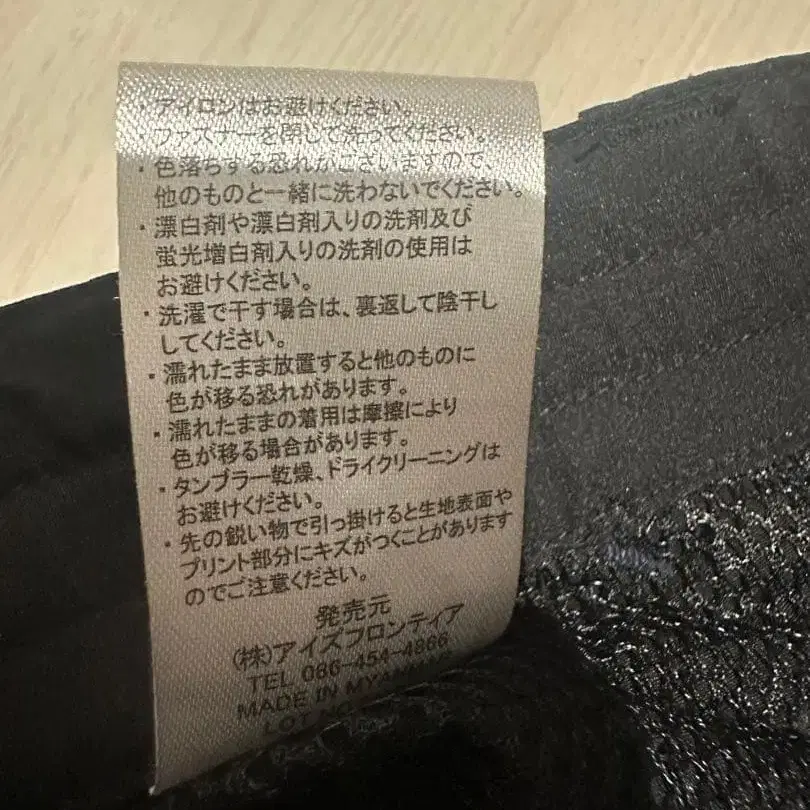 ・アイロンはお避けください。
・ファスナーを閉じて洗ってください。
・色落ちする恐れがございますので、
他のものと一緒に洗わないでください。
・漂白剤や漂白剤入りの洗剤及び
蛍光増白剤入りの洗剤の使用は
お避けください。
・洗濯で干す場合は、裏返して陰干し
してください。
・濡れたまま放置すると他のものに
色が移る恐れがあります。
・濡れたままの着用は摩擦により
色が移る場合があります。
・タンブラー乾燥、ドライクリーニングは
お避けください。
・先の鋭い物で引っ掛けると生地表面や
プリント部分にキズがつくことがあります
のでご注意ください。
発売元
(株)アイズフロンティア
TEL 086-454-4866
MADE IN
LOT NO